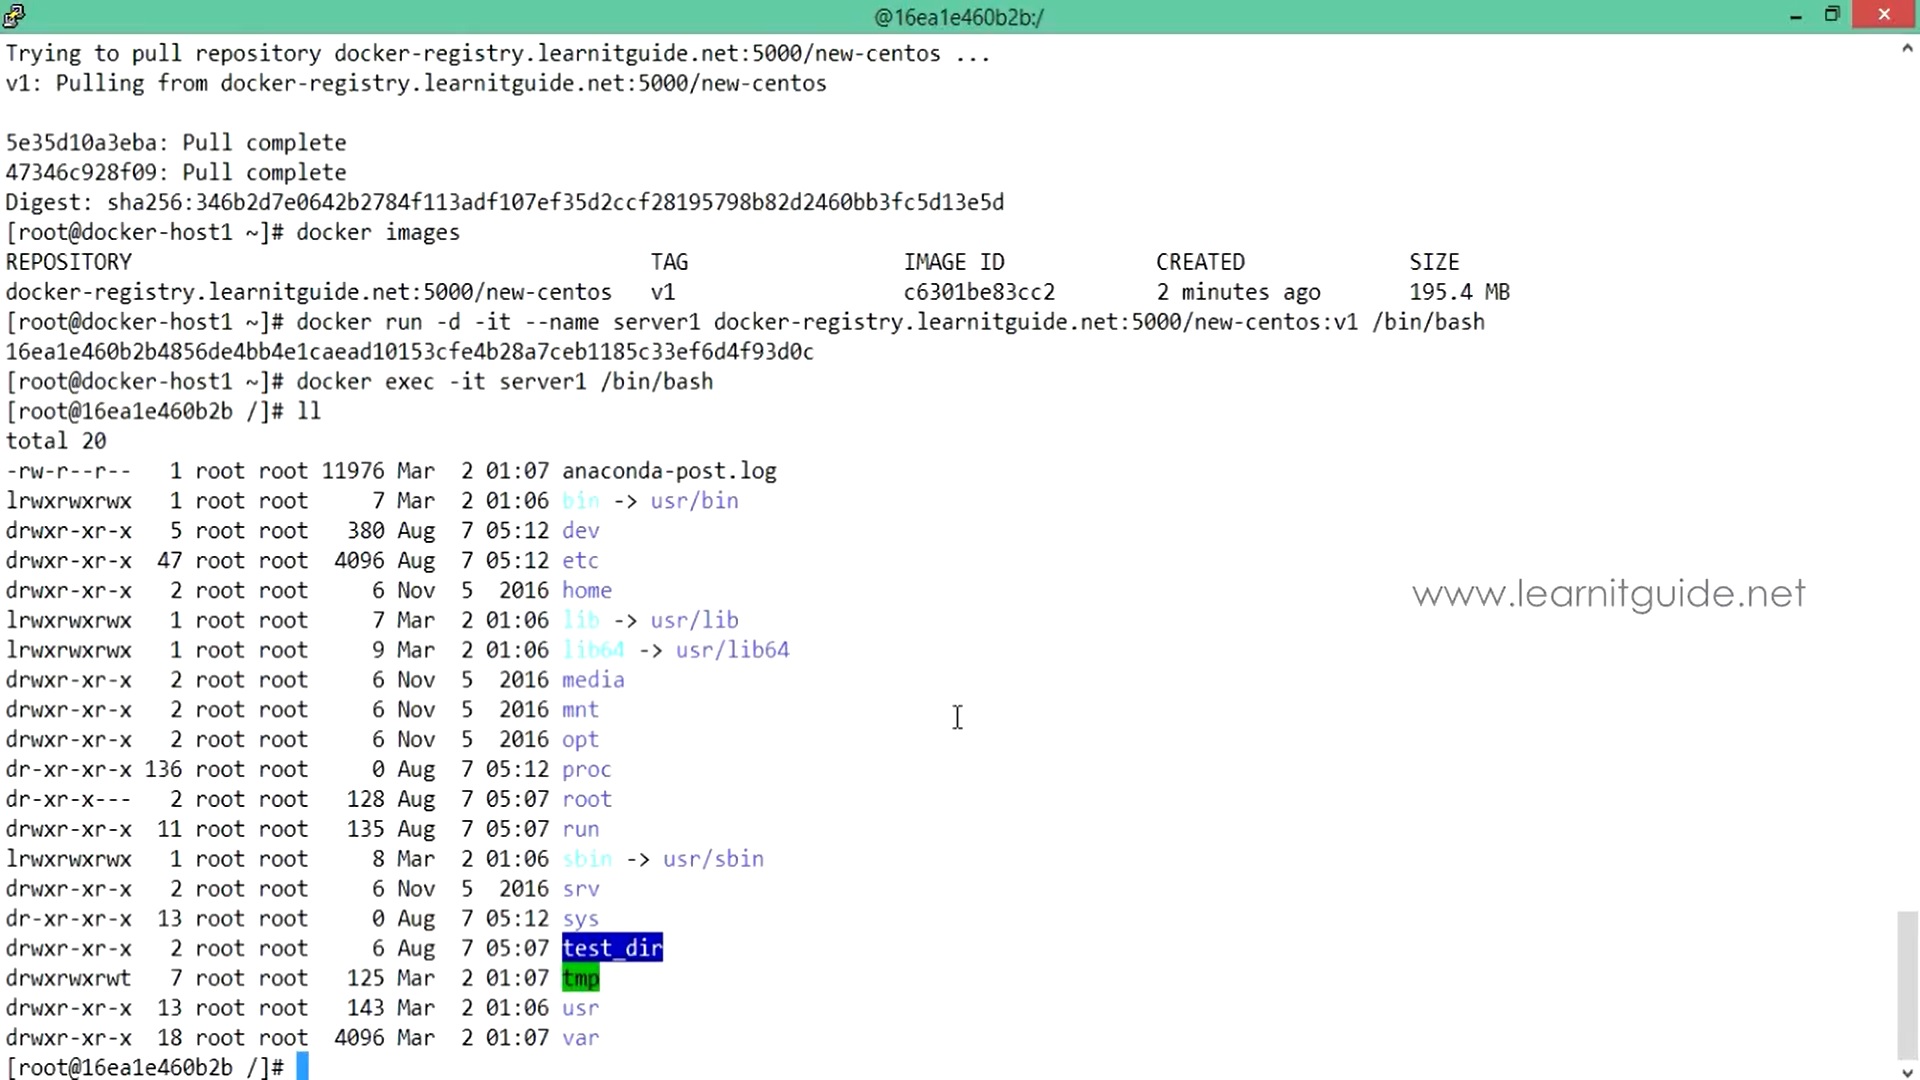 @16ea1e460b2b:/
Trying to pull repository docker-registry.learnitguide.net:5000/new-centos ...
v1: Pulling from docker-registry.learnitguide.net:5000/new-centos
5e35d10a3eba: Pull complete
47346c928f09: Pull complete
Digest: sha256:346b2d7e0642b2784f113adf107ef35d2ccf28195798b82d2460bb3fc5d13e5d
[root@docker-host1 ~]# docker images
REPOSITORY TAG IMAGE ID CREATED SIZE
docker-registry.learnitguide.net:5000/new-centos v1 c6301be83cc2 2 minutes ago 195.4 MB
[root@docker-host1 ~]# docker run -d -it --name server1 docker-registry.learnitguide.net:5000/new-centos:v1 /bin/bash
16ea1e460b2b4856de4bb4e1caead10153cfe4b28a7ceb1185c33ef6d4f93d0c
[root@docker-host1 ~]# docker exec -it server1 /bin/bash
[root@16ea1e460b2b /]# ll
total 20
-rw-r--r-- 1 root root 11976 Mar 2 01:07 anaconda-post.log
lrwxrwxrwx 1 root root 7 Mar 2 01:06 bin -> usr/bin
drwxr-xr-x 5 root root 380 Aug 7 05:12 dev
drwxr-xr-x 47 root root 4096 Aug 7 05:12 etc
drwxr-xr-x 2 root root 6 Nov 5 2016 home
www.learnitguide.net
lrwxrwxrwx 1 root root 7 Mar 2 01:06 lib -> usr/lib
lrwxrwxrwx 1 root root 9 Mar 2 01:06 lib64 -> usr/lib64
drwxr-xr-x 2 root root 6 Nov 5 2016 media
drwxr-xr-x 2 root root 6 Nov 5 2016 mnt
drwxr-xr-x 2 root root 6 Nov 5 2016 opt
dr-xr-xr-x 136 root root 0 Aug 7 05:12 proc
dr-xr-x--- 2 root root 128 Aug 7 05:07 root
drwxr-xr-x 11 root root 135 Aug 7 05:07 run
lrwxrwxrwx 1 root root 8 Mar 2 01:06 sbin -> usr/sbin
drwxr-xr-x 2 root root 6 Nov 5 2016 srv
dr-xr-xr-x 13 root root 0 Aug 7 05:12 sys
drwxr-xr-x 2 root root 6 Aug 7 05:07 test_dir
drwxrwxrwt 7 root root 125 Mar 2 01:07 tmp
drwxr-xr-x 13 root root 143 Mar 2 01:06 usr
drwxr-xr-x 18 root root 4096 Mar 2 01:07 var
[root@16ea1e460b2b /]#